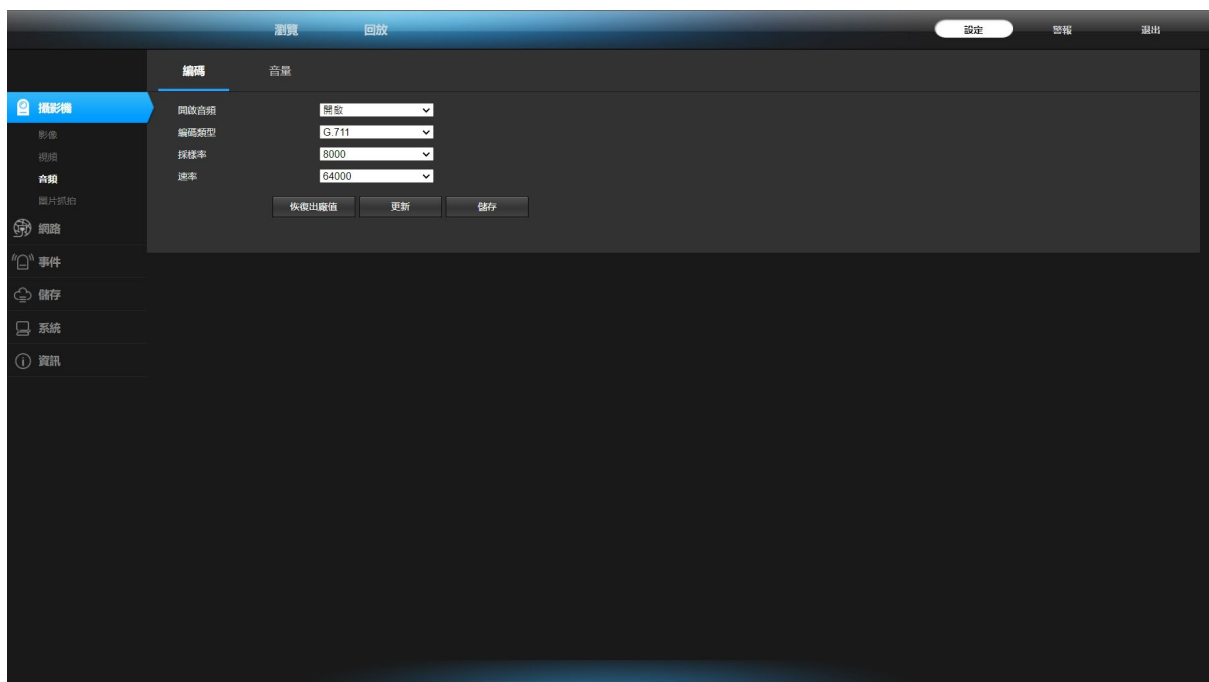 瀏覽 回放 設定 警報 退出
編碼 音量
攝影機
影像
視頻
音頻
圖片抓拍
網路
事件
儲存
系統
資訊
開啟音頻 開啟
編碼類型 G.711
採樣率 8000
速率 64000
恢復出廠值 更新 儲存